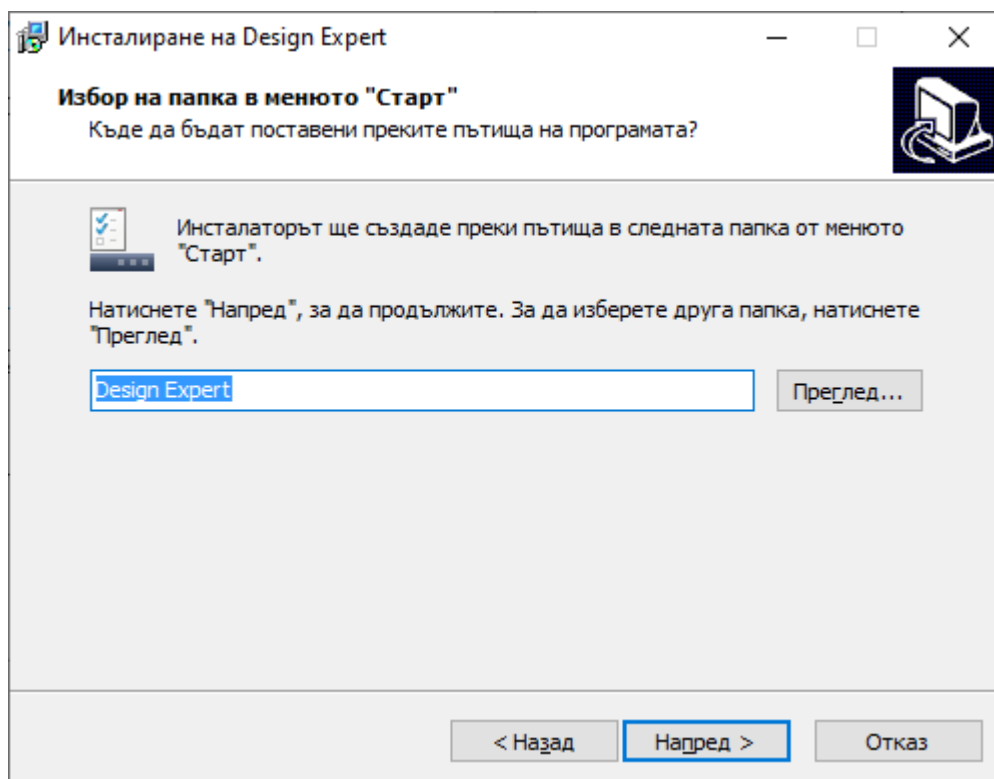 Инсталиране на Design Expert
Избор на папка в менюто "Старт"
Къде да бъдат поставени преките пътища на програмата?
Инсталаторът ще създаде преки пътища в следната папка от менюто
"Старт".
Натиснете "Напред", за да продължите. За да изберете друга папка, натиснете
"Преглед".
Design Expert
Преглед...
< Назад
Напред >
Отказ